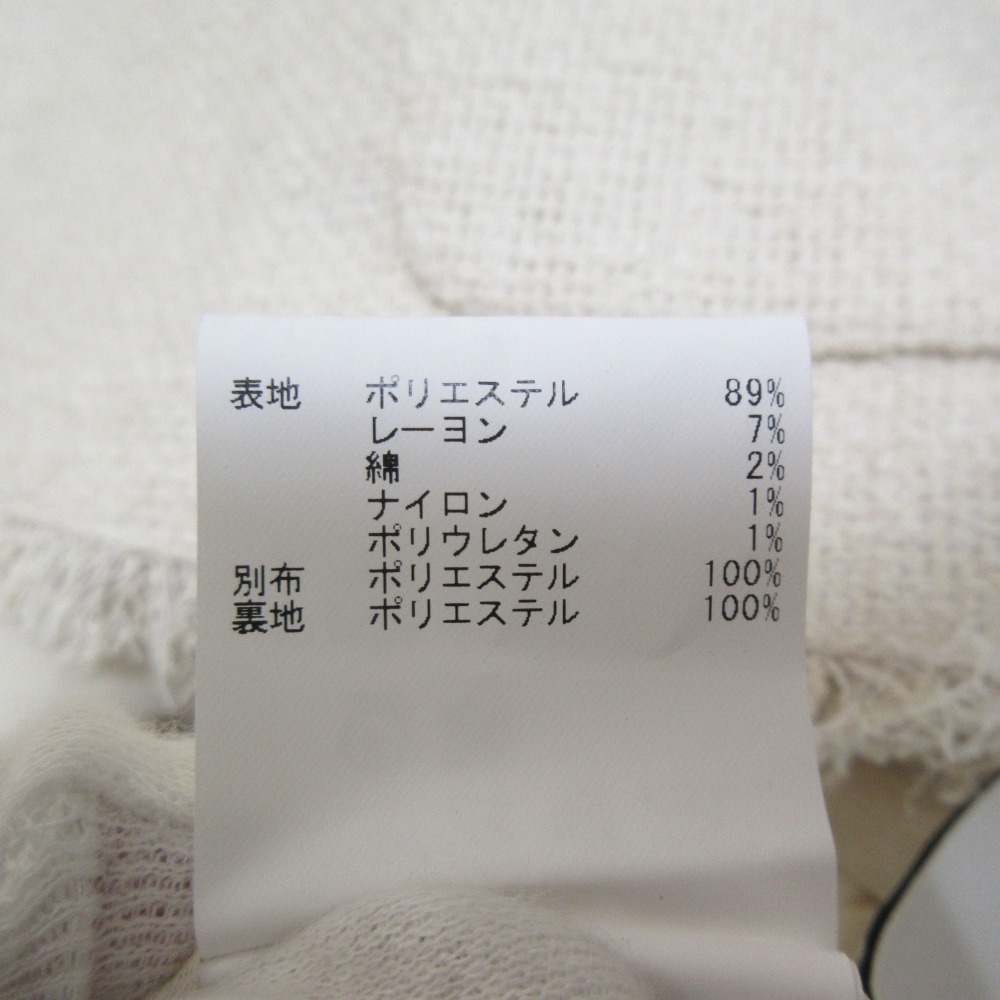 表地 ポリエステル 89%
レーヨン 7%
綿 2%
ナイロン 1%
ポリウレタン 1%
別布 ポリエステル 100%
裏地 ポリエステル 100%